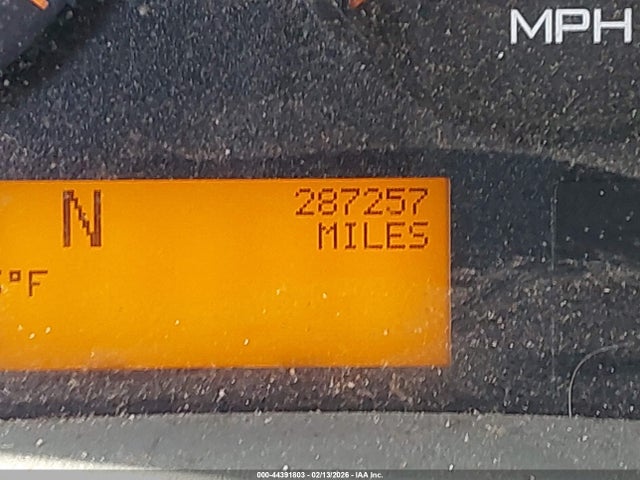 MPH
N
287257
MILES
°F
000-44391803 - 02/13/2026 - IAA Inc.